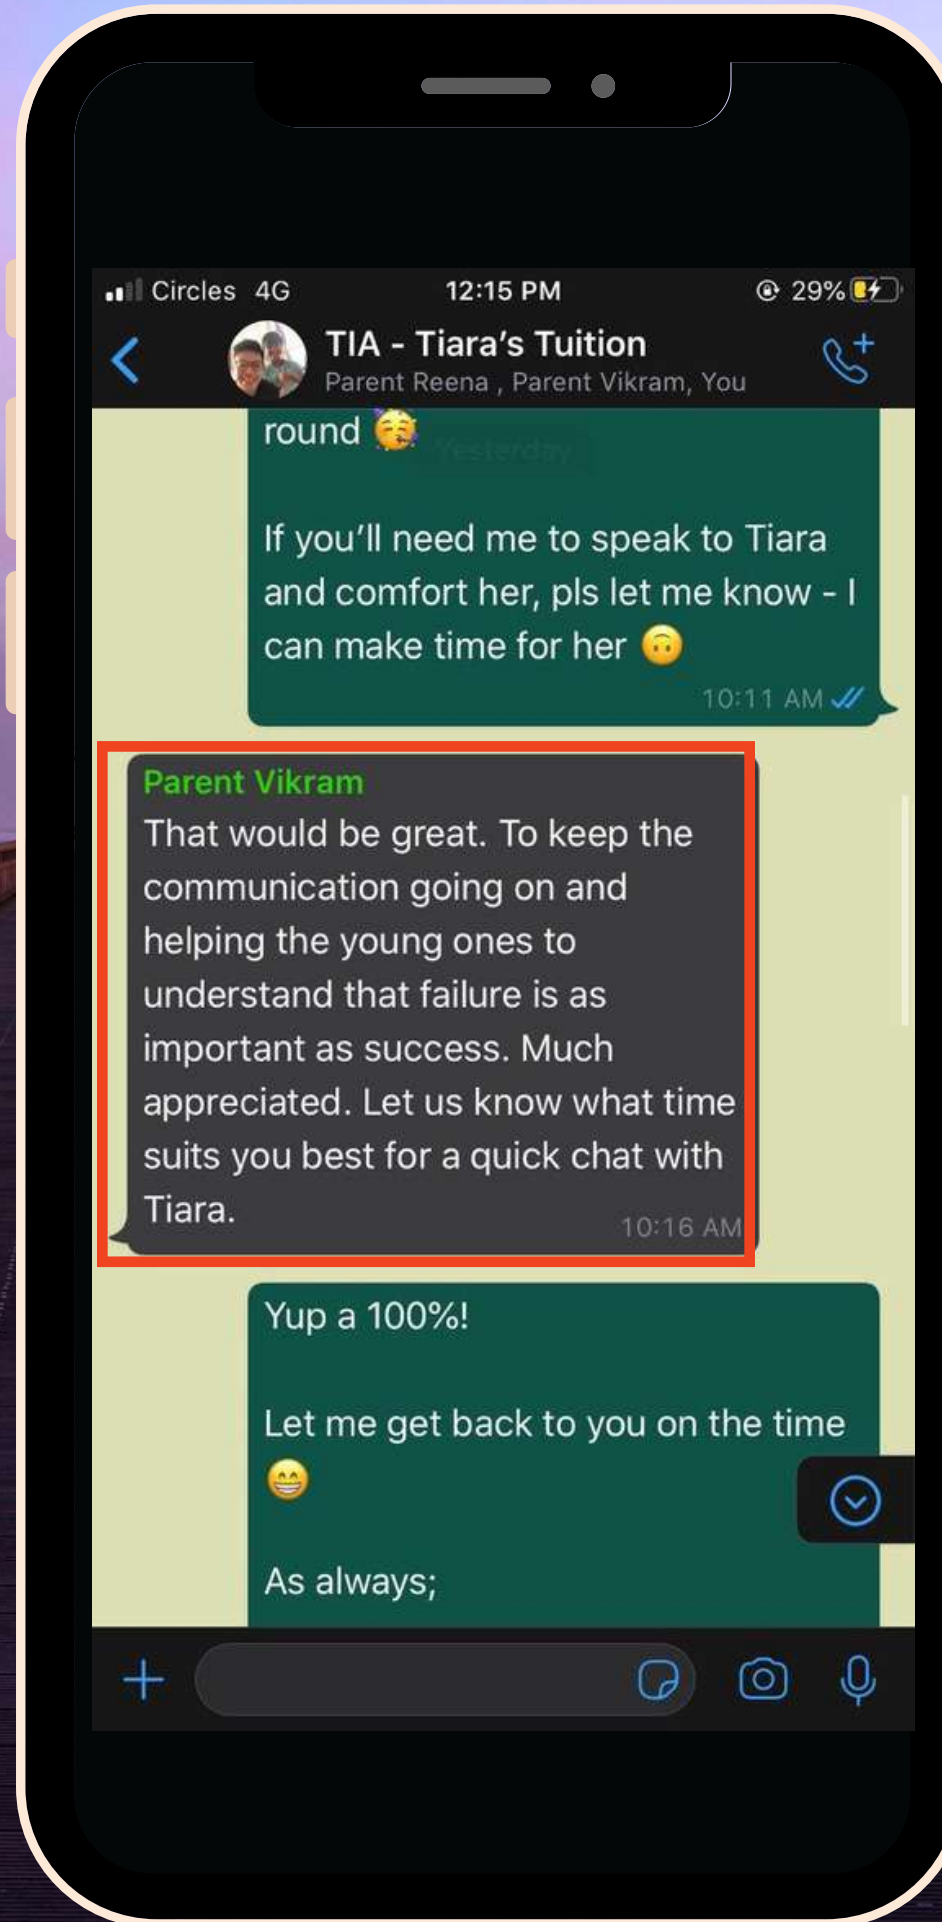 Circles 4G 12:15 PM 29%
TIA - Tiara's Tuition
Parent Reena , Parent Vikram, You
round 🥳
Yesterday
If you'll need me to speak to Tiara
and comfort her, pls let me know - I
can make time for her 🙃
10:11 AM
Parent Vikram
That would be great. To keep the
communication going on and
helping the young ones to
understand that failure is as
important as success. Much
appreciated. Let us know what time
suits you best for a quick chat with
Tiara.
10:16 AM
Yup a 100%!
Let me get back to you on the time
😁
As always;